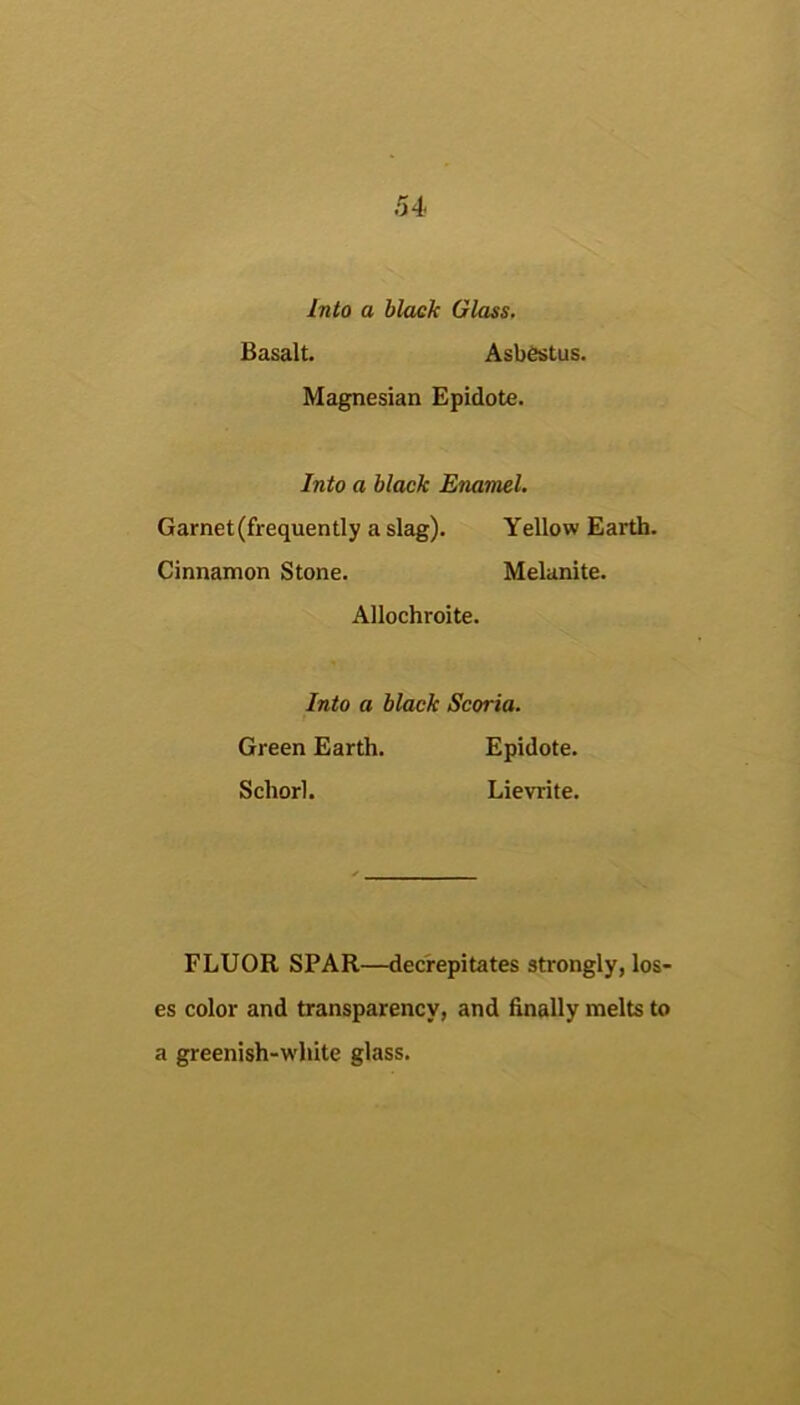 54
Into a black Glass.
Basalt. Asbestus.
Magnesian Epidote.
Into a black Enamel.
Garnet(frequently a slag). Yellow Earth.
Cinnamon Stone. Melanite.
Allochroite.
Into a black Scoria.
Green Earth. Epidote.
Schorl. Lievrite.
FLUOR SPAR—decrepitates strongly, los-
es color and transparency, and finally melts to
a greenish-white glass.